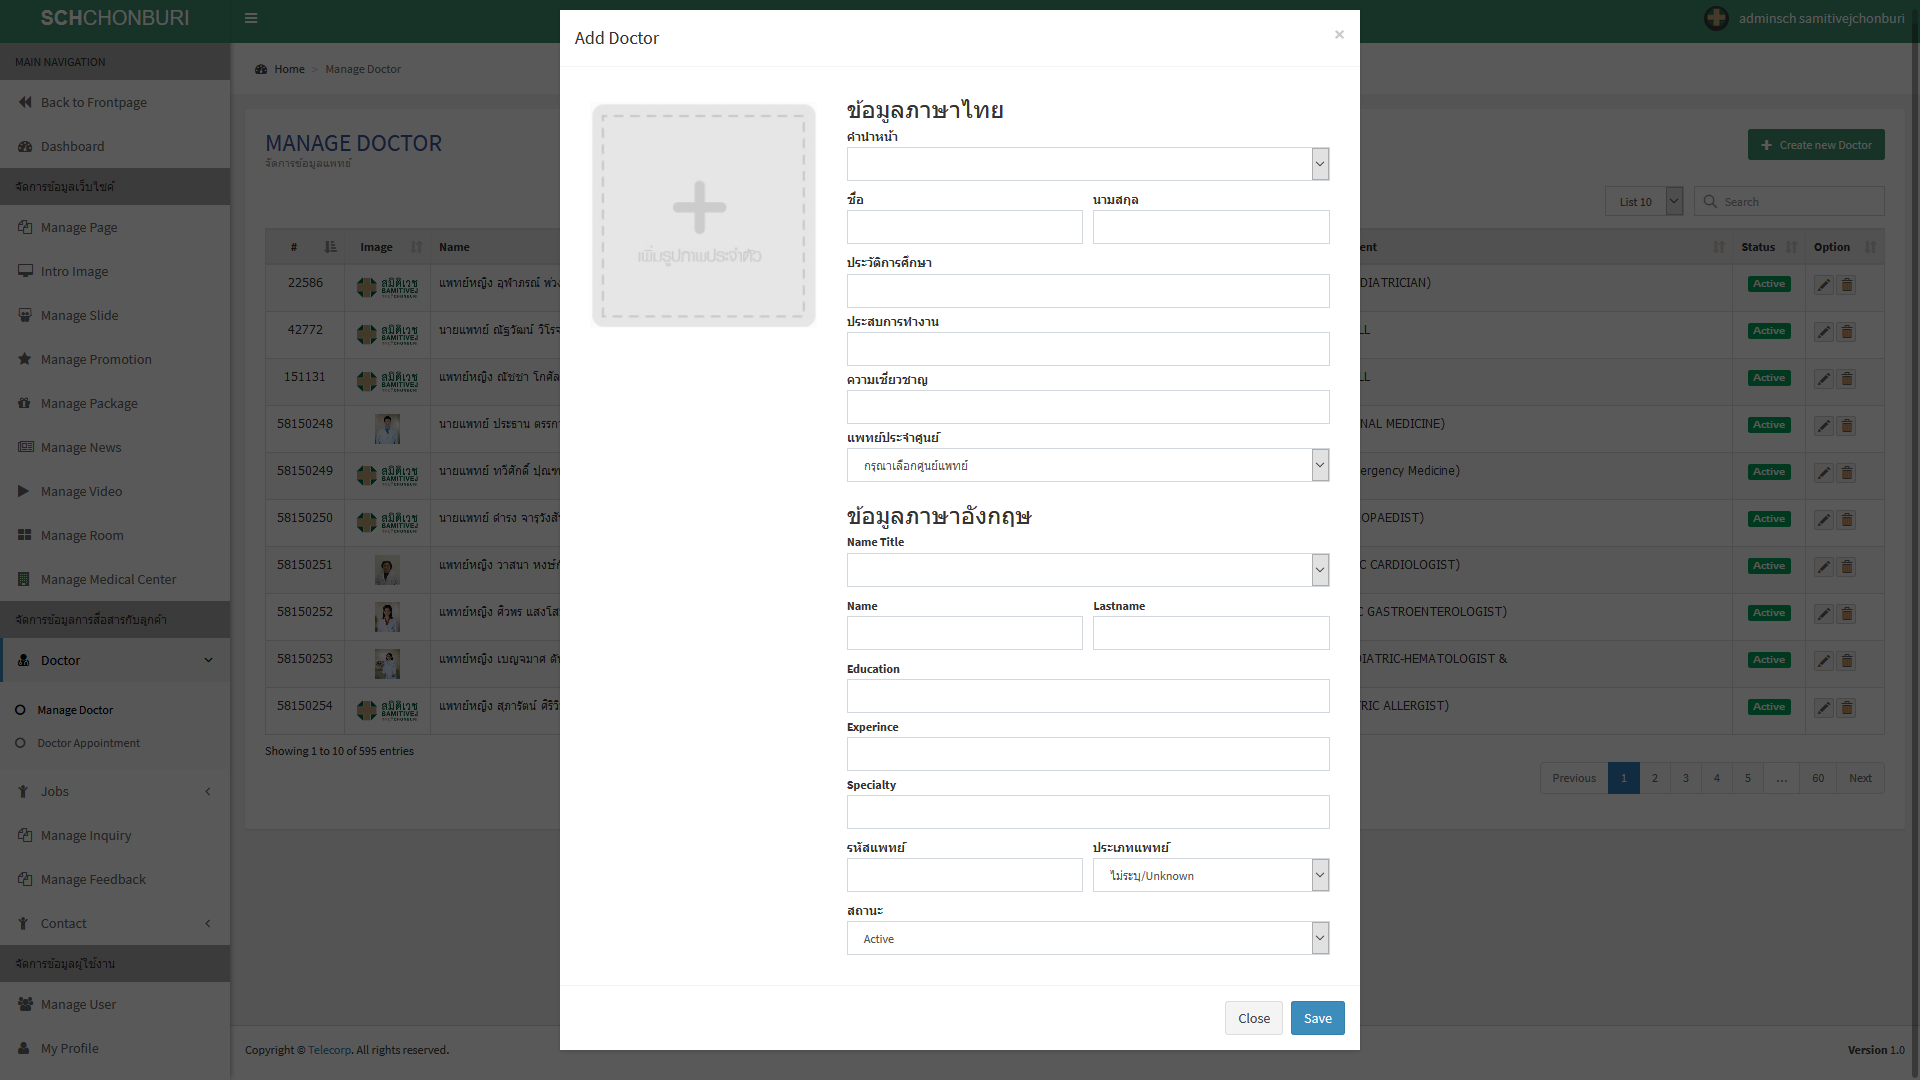 SCHCHONBURI
adminsch samitivejchonburi
MAIN NAVIGATION
Back to Frontpage
Dashboard
จัดการข้อมูลเว็บไซค์
Manage Page
Intro Image
Manage Slide
Manage Promotion
Manage Package
Manage News
Manage Video
Manage Room
Manage Medical Center
จัดการข้อมูลการสื่อสารกับลูกค้า
Doctor
Manage Doctor
Doctor Appointment
Jobs
Manage Inquiry
Manage Feedback
Contact
จัดการข้อมูลผู้ใช้งาน
Manage User
My Profile
Home > Manage Doctor
MANAGE DOCTOR
จัดการข้อมูลแพทย์
Create new Doctor
List 10
Search
# Image Name
ent Status Option
22586 แพทย์หญิง อุฬาภรณ์ พ่วง
DIATRICIAN) Active
42772 นายแพทย์ ณัฐวัฒน์ วิโรจ
LL Active
151131 แพทย์หญิง ณัชชา โกศัล
LL Active
58150248 นายแพทย์ ประธาน ตรรก
NAL MEDICINE) Active
58150249 นายแพทย์ ทวีศักดิ์ ปุณฑ
ergency Medicine) Active
58150250 นายแพทย์ ดำรง จารุวังสั
OPAEDIST) Active
58150251 แพทย์หญิง วาสนา หงษ์
C CARDIOLOGIST) Active
58150252 แพทย์หญิง ศิวพร แสงโส
C GASTROENTEROLOGIST) Active
58150253 แพทย์หญิง เบญจมาศ
DIATRIC-HEMATOLOGIST & Active
58150254 แพทย์หญิง สุภารัตน์ ศิริวิ
RIC ALLERGIST) Active
Showing 1 to 10 of 595 entries
Previous 1 2 3 4 5 … 60 Next
Copyright © Telecorp. All rights reserved.
Version 1.0
Add Doctor
×
เพิ่มรูปภาพประจำตัว
ข้อมูลภาษาไทย
คำนำหน้า
ชื่อ นามสกุล
ประวัติการศึกษา
ประสบการทำงาน
ความเชี่ยวชาญ
แพทย์ประจำศูนย์
กรุณาเลือกศูนย์แพทย์
ข้อมูลภาษาอังกฤษ
Name Title
Name Lastname
Education
Experince
Specialty
รหัสแพทย์ ประเภทแพทย์
ไม่ระบุ/Unknown
สถานะ
Active
Close Save